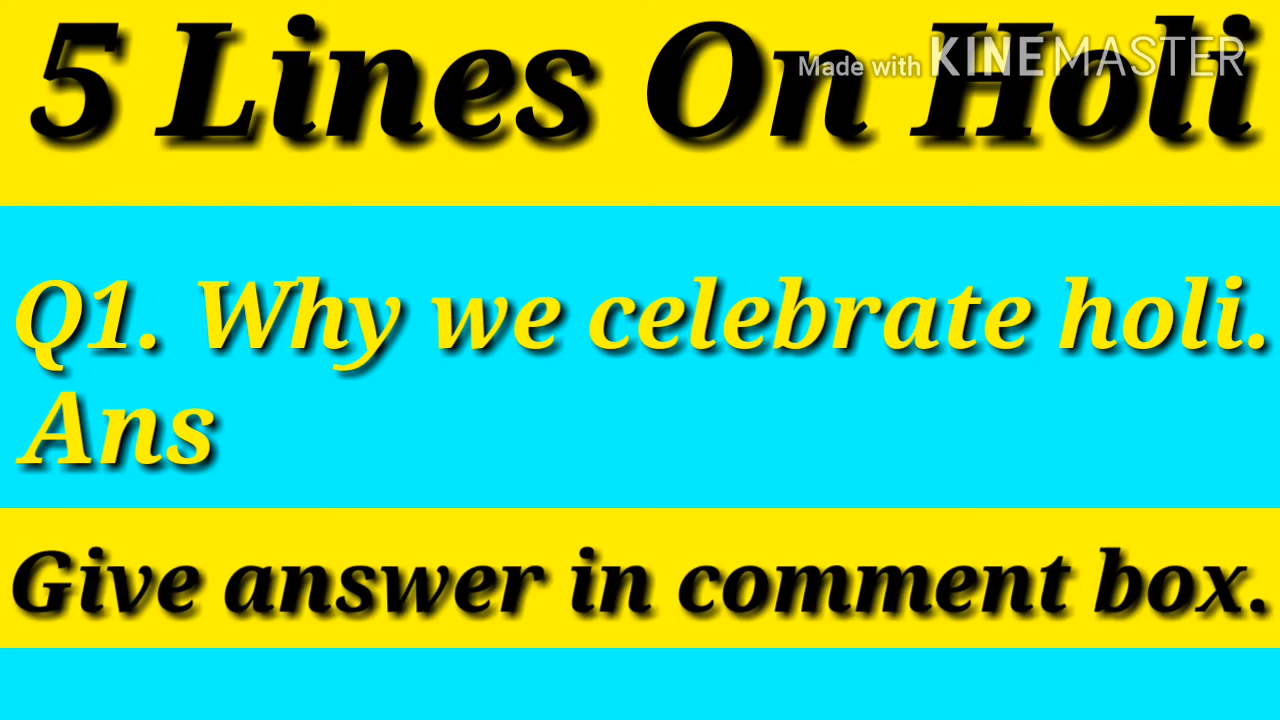 5 Lines On Holi
Made with KINEMASTER
Q1. Why we celebrate holi.
Ans
Give answer in comment box.